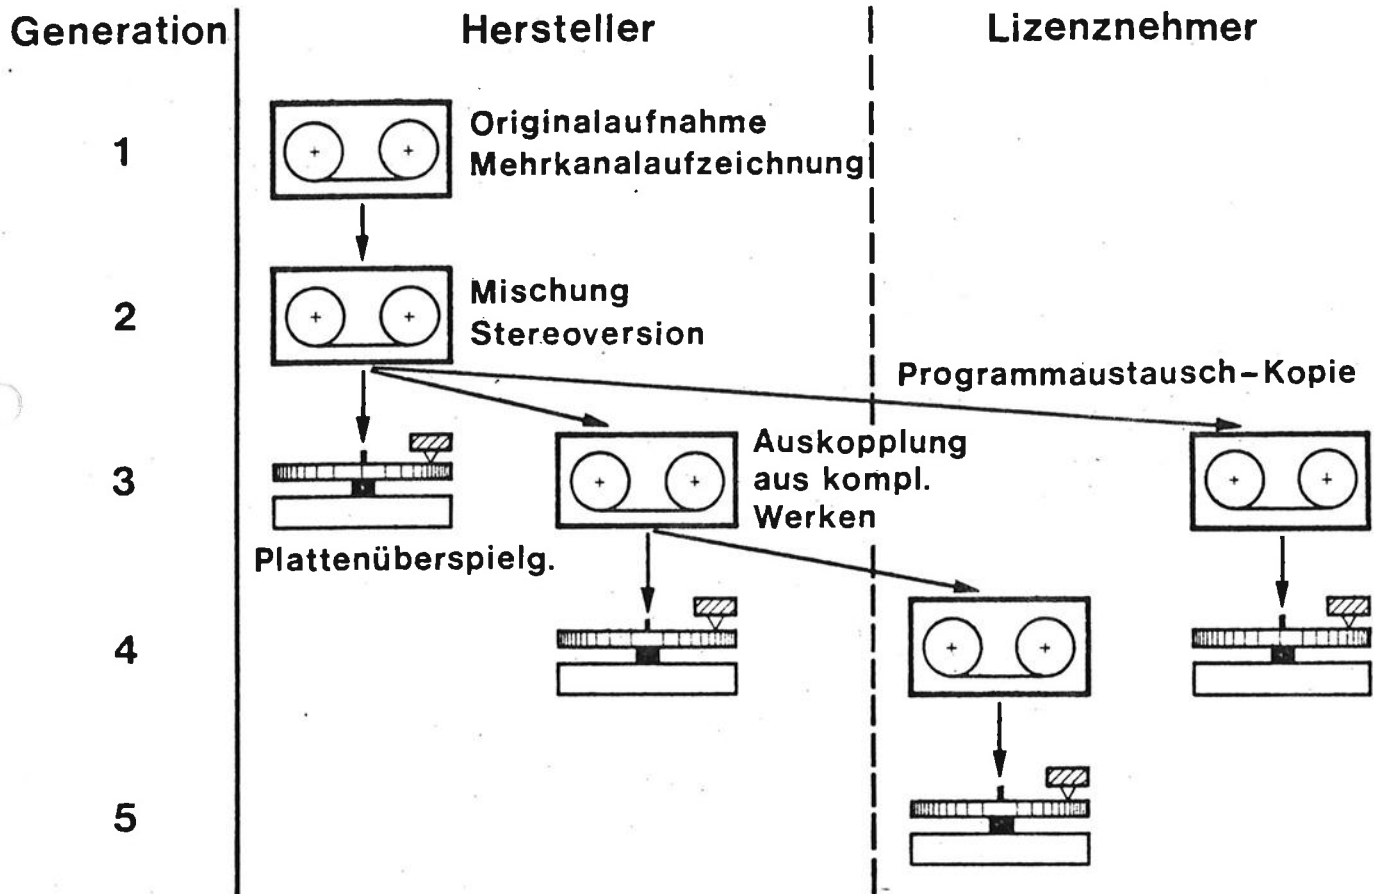 Generation
Hersteller
Lizenznehmer
1
Originalaufnahme
Mehrkanalaufzeichnung
2
Mischung
Stereoversion
Programmaustausch-Kopie
3
Auskopplung
aus kompl.
Werken
Plattenüberspielg.
4
5